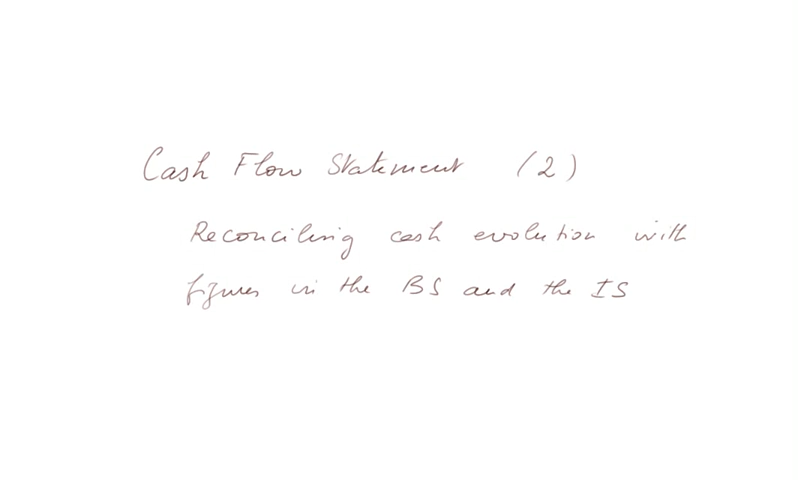 Cash Flow Statement (2)
Reconciling cash evolution with
figures in the BS and the IS